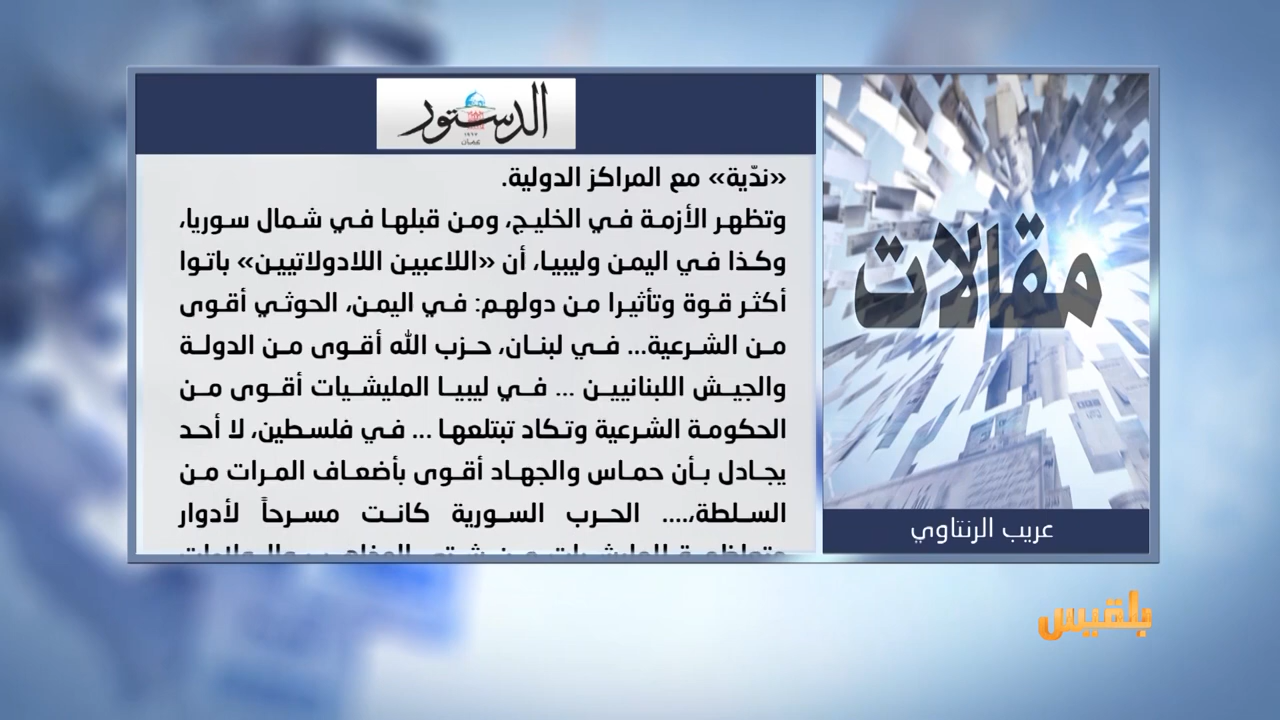 الدستور
١٩٦٧
عمان
«ندّية» مع المراكز الدولية.
وتظهر الأزمة في الخليج، ومن قبلها في شمال سوريا،
وكذا في اليمن وليبيا، أن «اللاعبين اللادولاتيين» باتوا
أكثر قوة وتأثيرا من دولهم: في اليمن، الحوثي أقوى
من الشرعية... في لبنان، حزب الله أقوى من الدولة
والجيش اللبنانيين ... في ليبيا المليشيات أقوى من
الحكومة الشرعية وتكاد تبتلعها ... في فلسطين، لا أحد
يجادل بأن حماس والجهاد أقوى بأضعاف المرات من
السلطة،.... الحرب السورية كانت مسرحاً لأدوار
مقالات
عريب الرنتاوي
بلقيس